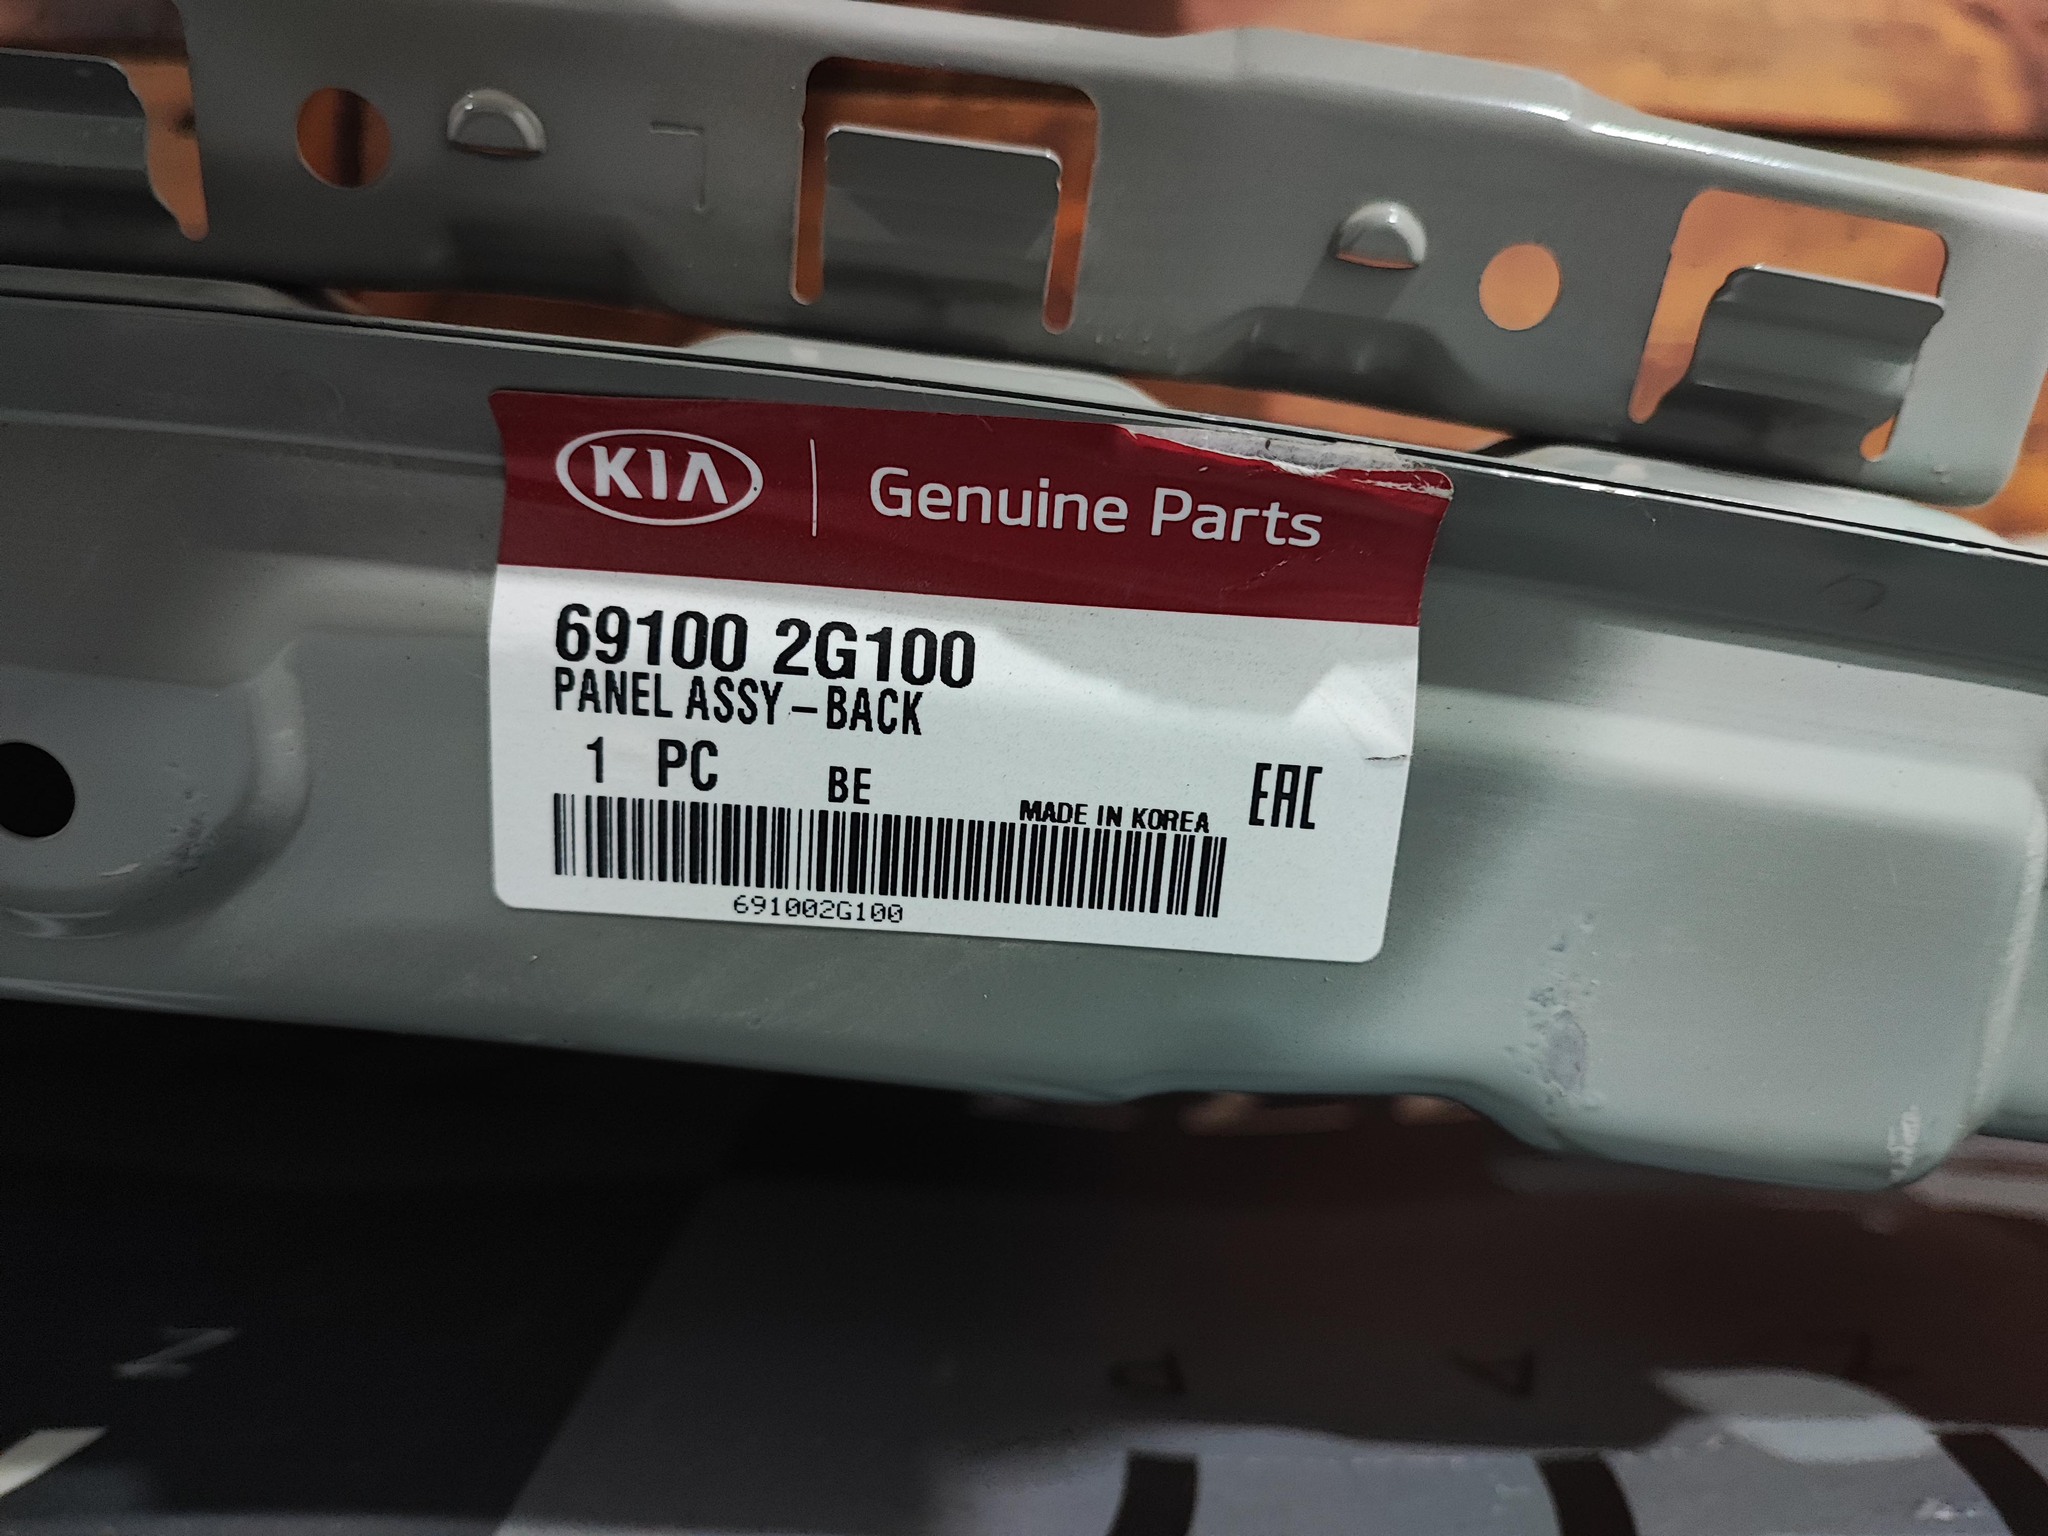 KIA Genuine Parts
69100 2G100
PANEL ASSY-BACK
1 PC BE
MADE IN KOREA EAC
691002G100